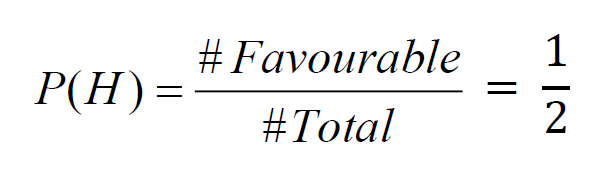 P(H) = #Favourable / #Total = 1/2